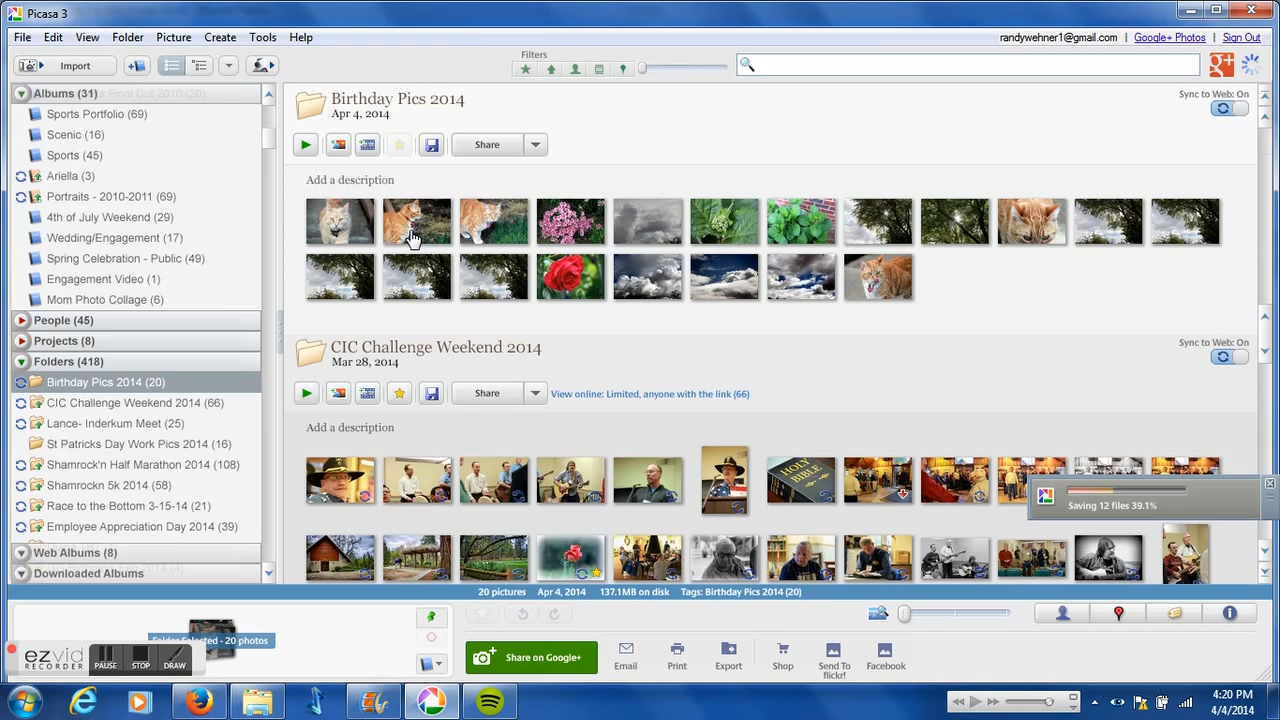 Picasa 3
File Edit View Folder Picture Create Tools Help
randywehner1@gmail.com | Google+ Photos | Sign Out
Import
Filters
Albums (31)
Sports Portfolio (69)
Scenic (16)
Sports (45)
Ariella (3)
Portraits - 2010-2011 (69)
4th of July Weekend (29)
Wedding/Engagement (17)
Spring Celebration - Public (49)
Engagement Video (1)
Mom Photo Collage (6)
People (45)
Projects (8)
Folders (418)
Birthday Pics 2014 (20)
CIC Challenge Weekend 2014 (66)
Lance- Inderkum Meet (25)
St Patricks Day Work Pics 2014 (16)
Shamrock'n Half Marathon 2014 (108)
Shamrockn 5k 2014 (58)
Race to the Bottom 3-15-14 (21)
Employee Appreciation Day 2014 (39)
Web Albums (8)
Downloaded Albums
Birthday Pics 2014
Apr 4, 2014
Sync to Web: On
Share
Add a description
CIC Challenge Weekend 2014
Mar 28, 2014
Sync to Web: On
Share
View online: Limited, anyone with the link (66)
Add a description
HOLY BIBLE
Saving 12 files 39.1%
20 pictures Apr 4, 2014 137.1MB on disk Tags: Birthday Pics 2014 (20)
Folder Selected - 20 photos
ezvid
RECORDER
PAUSE STOP DRAW
Share on Google+
Email Print Export Shop Send To flickr! Facebook
4:20 PM
4/4/2014